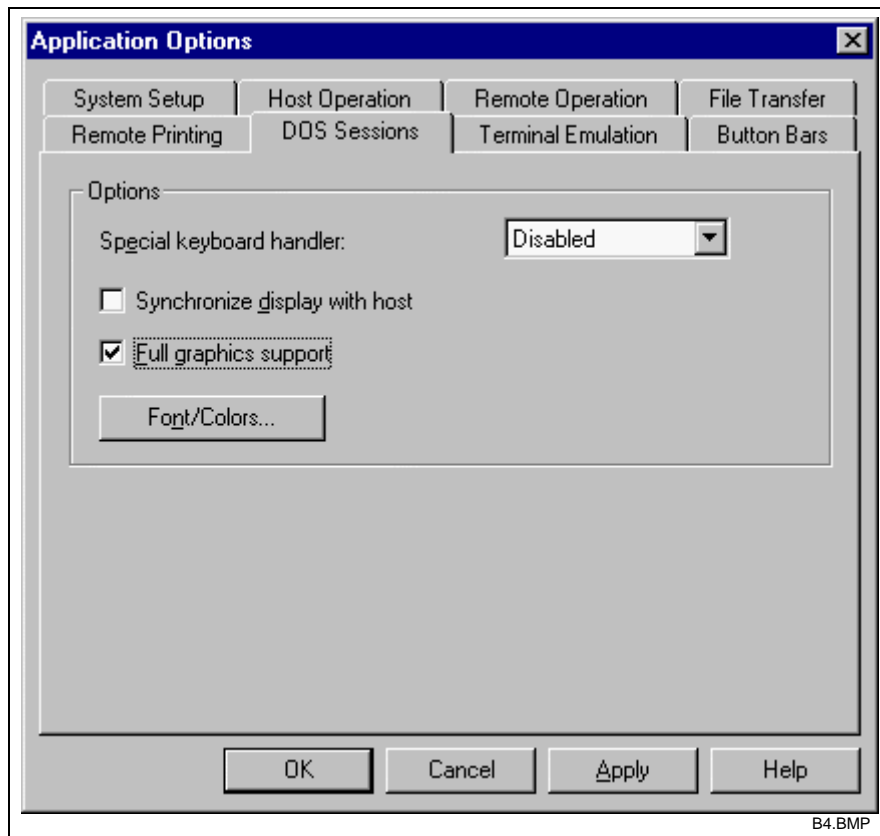 Application Options
System Setup Host Operation Remote Operation File Transfer
Remote Printing DOS Sessions Terminal Emulation Button Bars
Options
Special keyboard handler: Disabled
Synchronize display with host
Full graphics support
Font/Colors...
OK Cancel Apply Help
B4.BMP